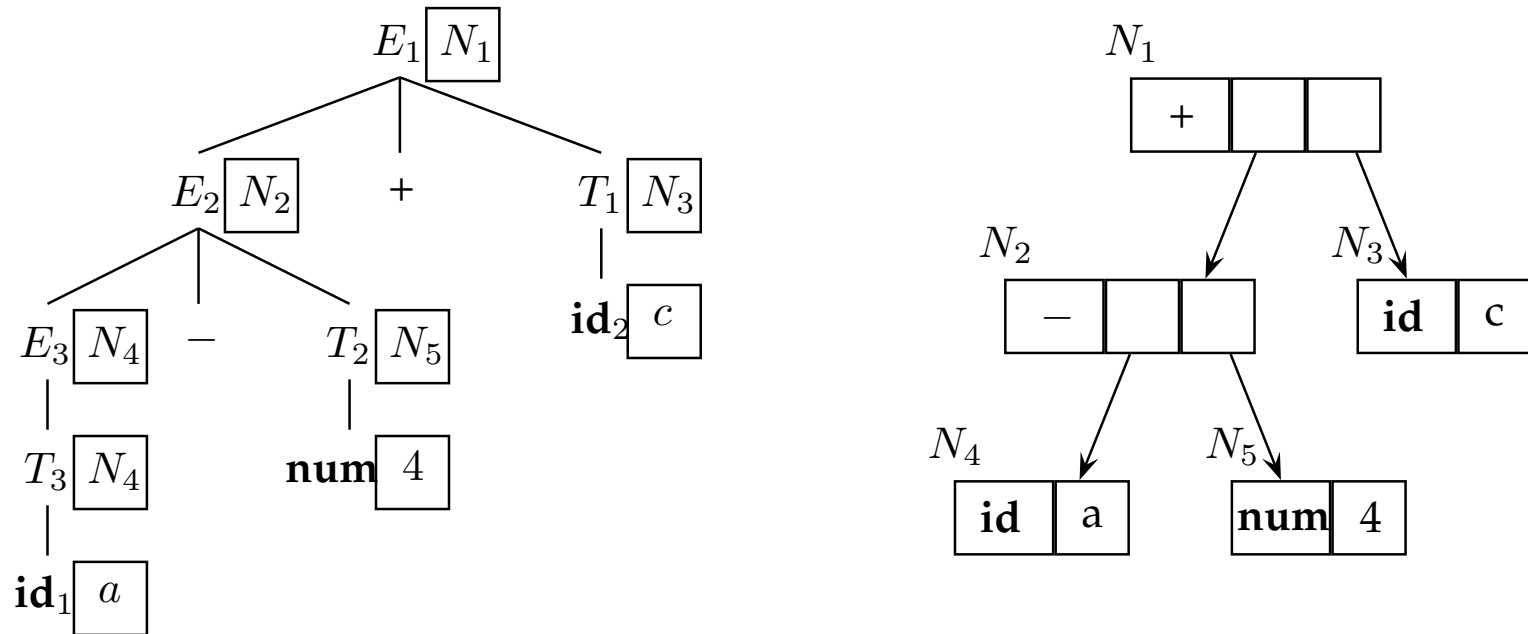 E₁ N₁
N₁
+
E₂ N₂ + T₁ N₃
N₂ N₃
− id c
id₂ c
E₃ N₄ − T₂ N₅
N₄ N₅
T₃ N₄ num 4
id a num 4
id₁ a